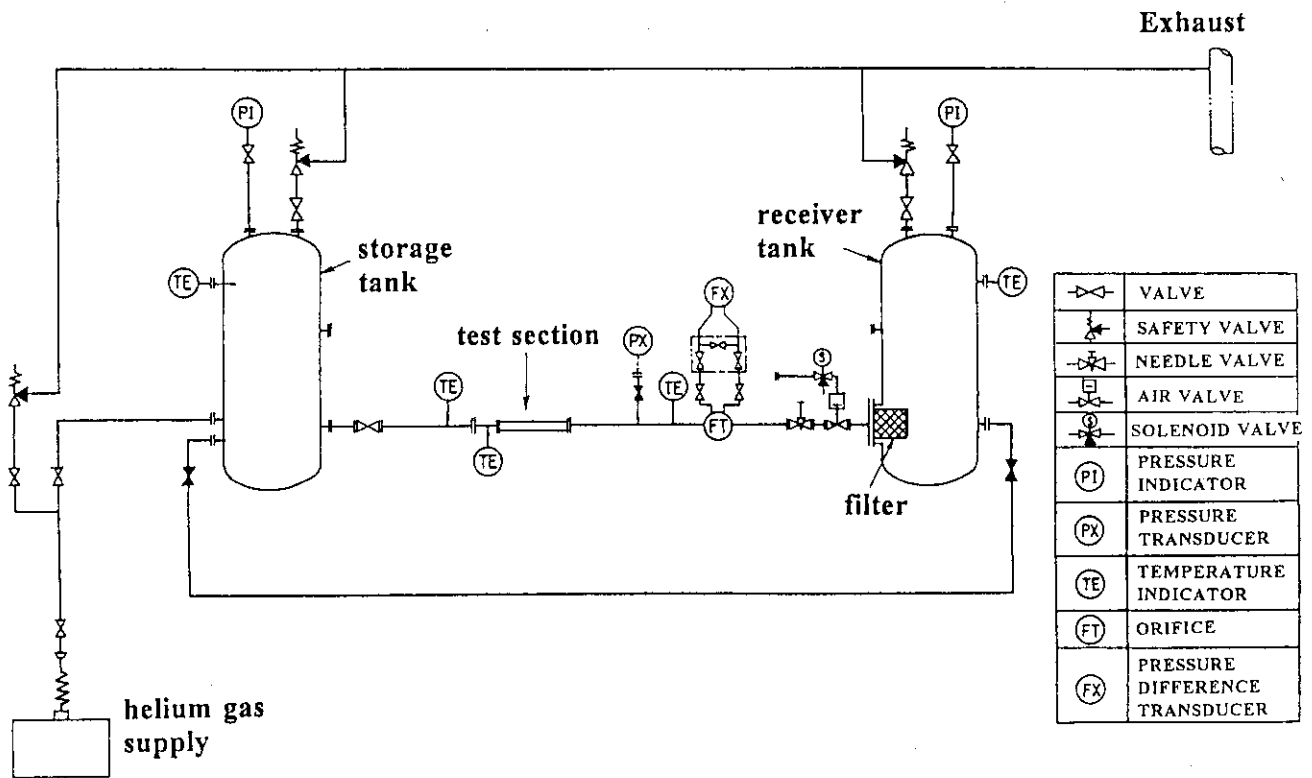 Exhaust
PI
PI
receiver
tank
storage
tank
TE
TE
FX
test section
PX
S
TE
TE
FT
TE
filter
helium gas
supply
VALVE
SAFETY VALVE
NEEDLE VALVE
AIR VALVE
S
SOLENOID VALVE
PI
PRESSURE
INDICATOR
PX
PRESSURE
TRANSDUCER
TE
TEMPERATURE
INDICATOR
FT
ORIFICE
FX
PRESSURE
DIFFERENCE
TRANSDUCER